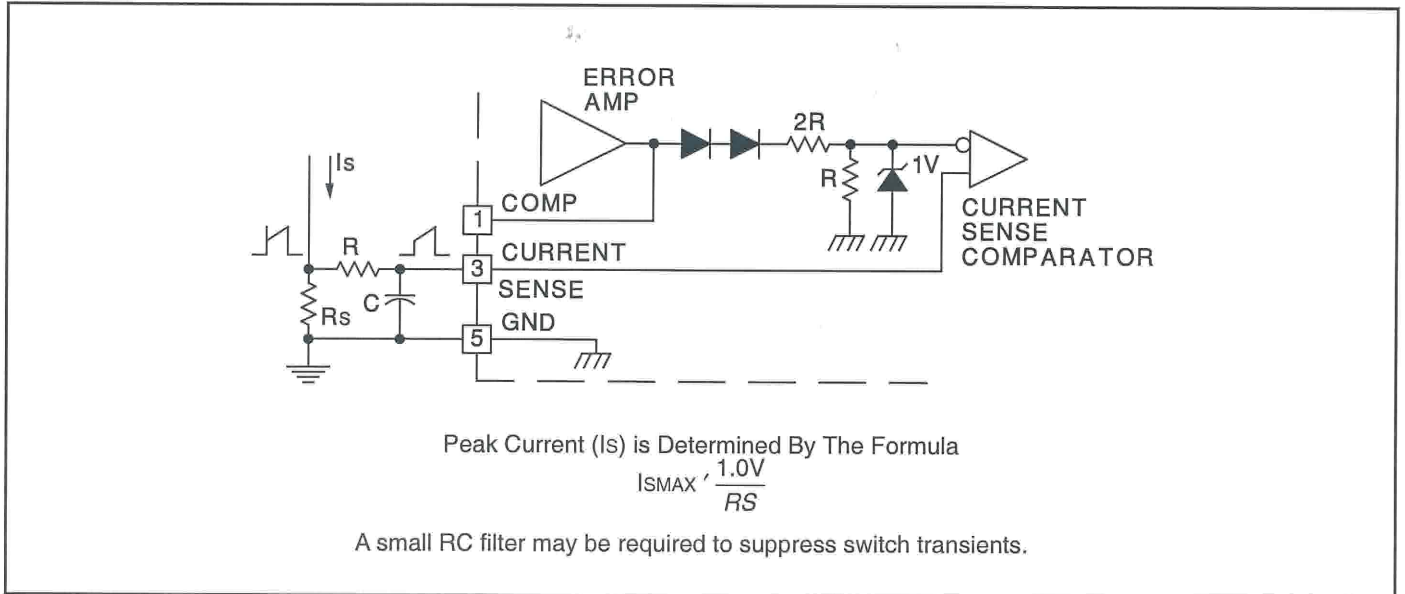 ERROR
AMP
2R
R
1V
Is
1
COMP
CURRENT
SENSE
COMPARATOR
R
3
CURRENT
SENSE
C
Rs
5
GND
Peak Current (Is) is Determined By The Formula
ISMAX ′ 1.0V
RS
A small RC filter may be required to suppress switch transients.